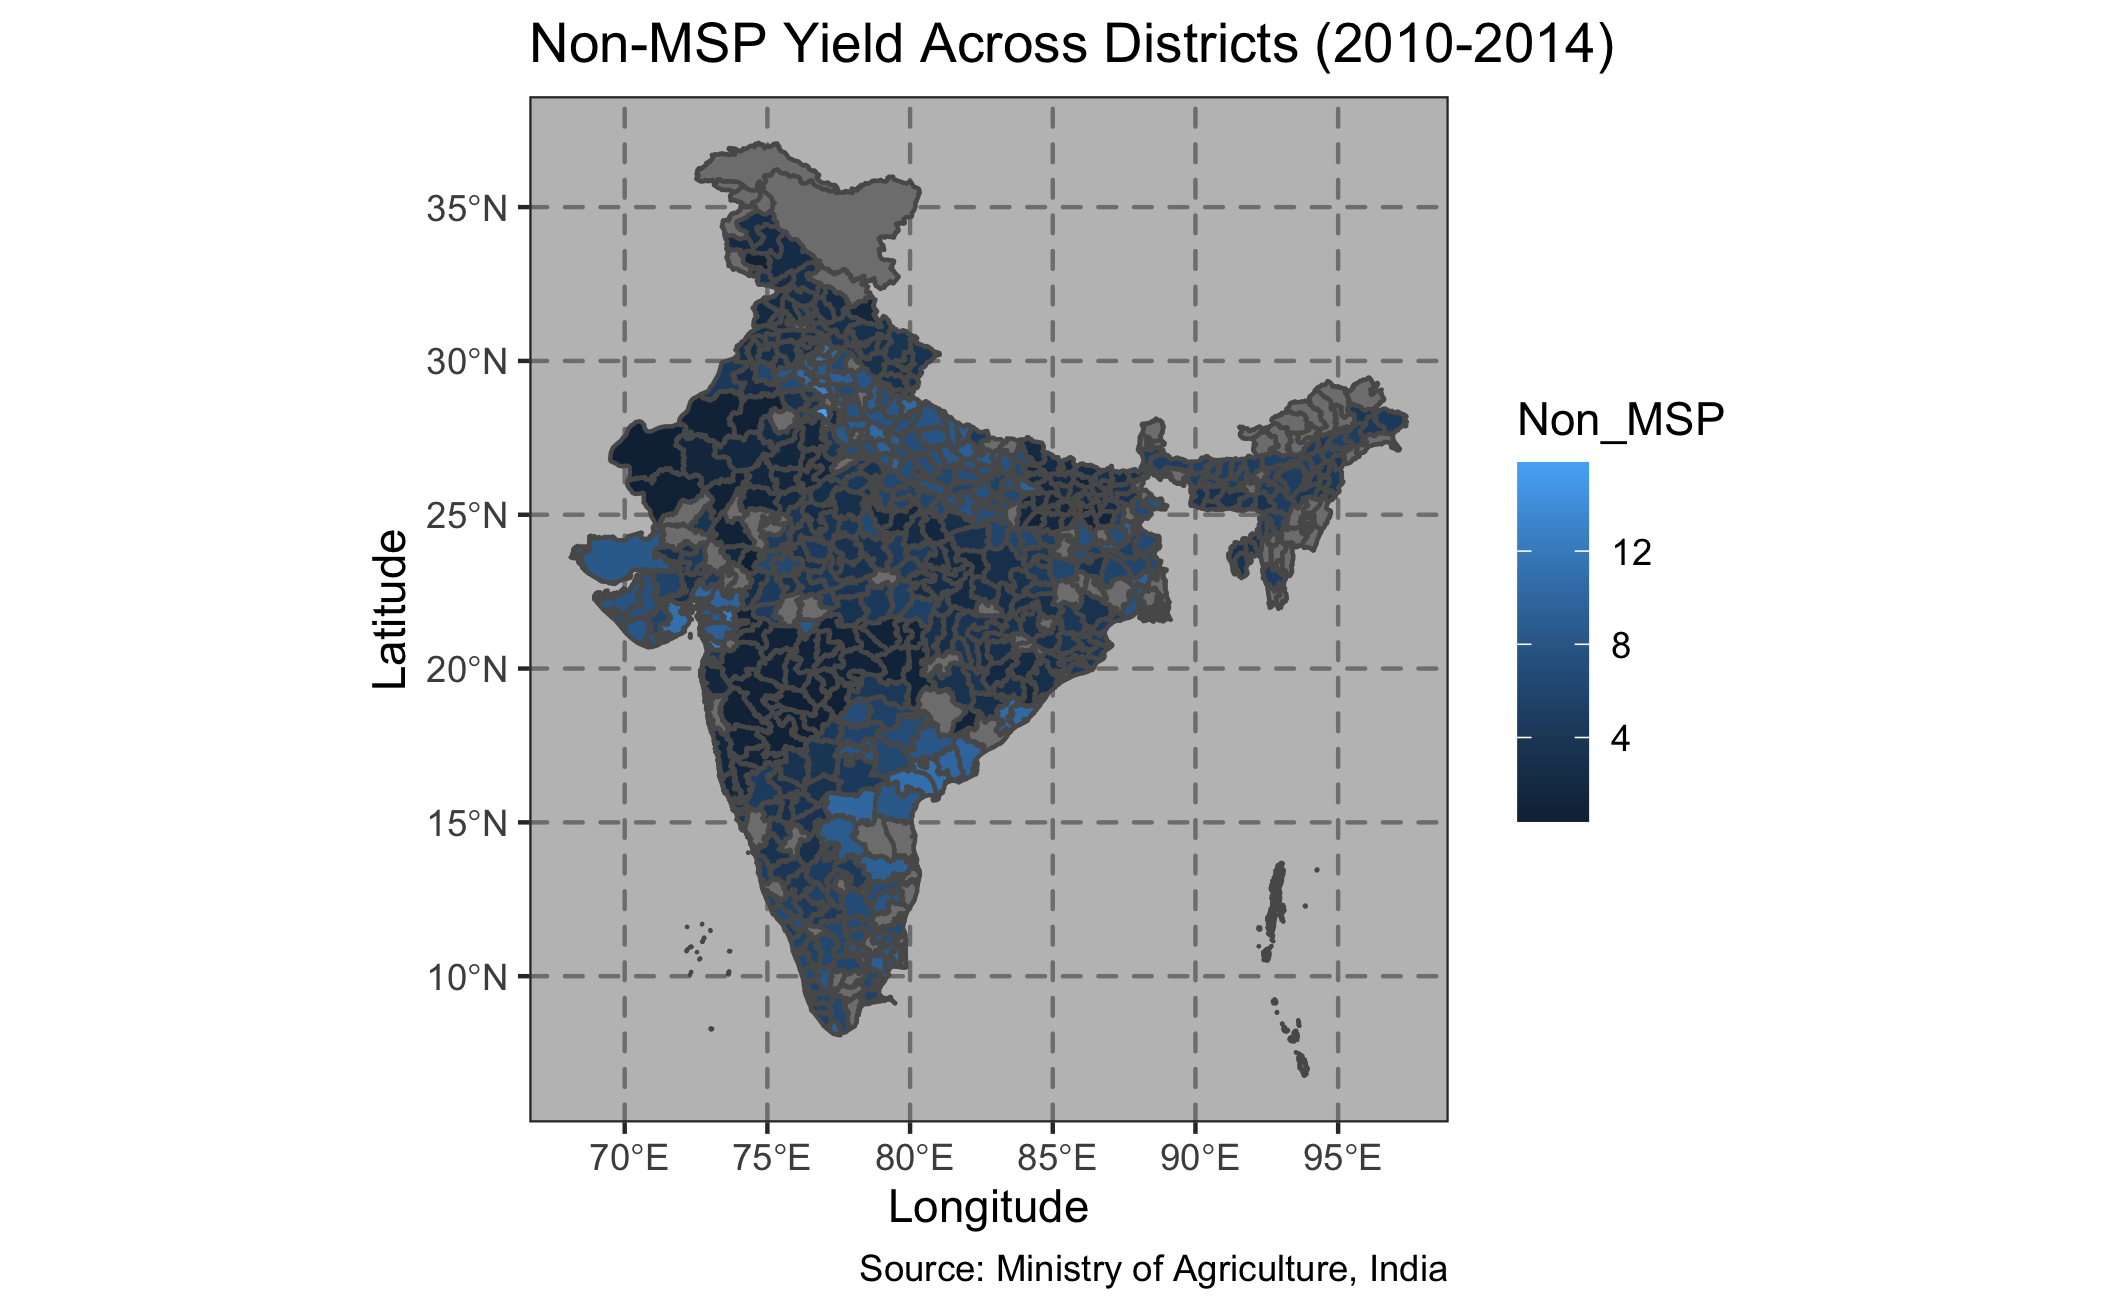 Non-MSP Yield Across Districts (2010-2014)
35°N
30°N
25°N
20°N
15°N
10°N
Latitude
70°E 75°E 80°E 85°E 90°E 95°E
Longitude
Non_MSP
12
8
4
Source: Ministry of Agriculture, India